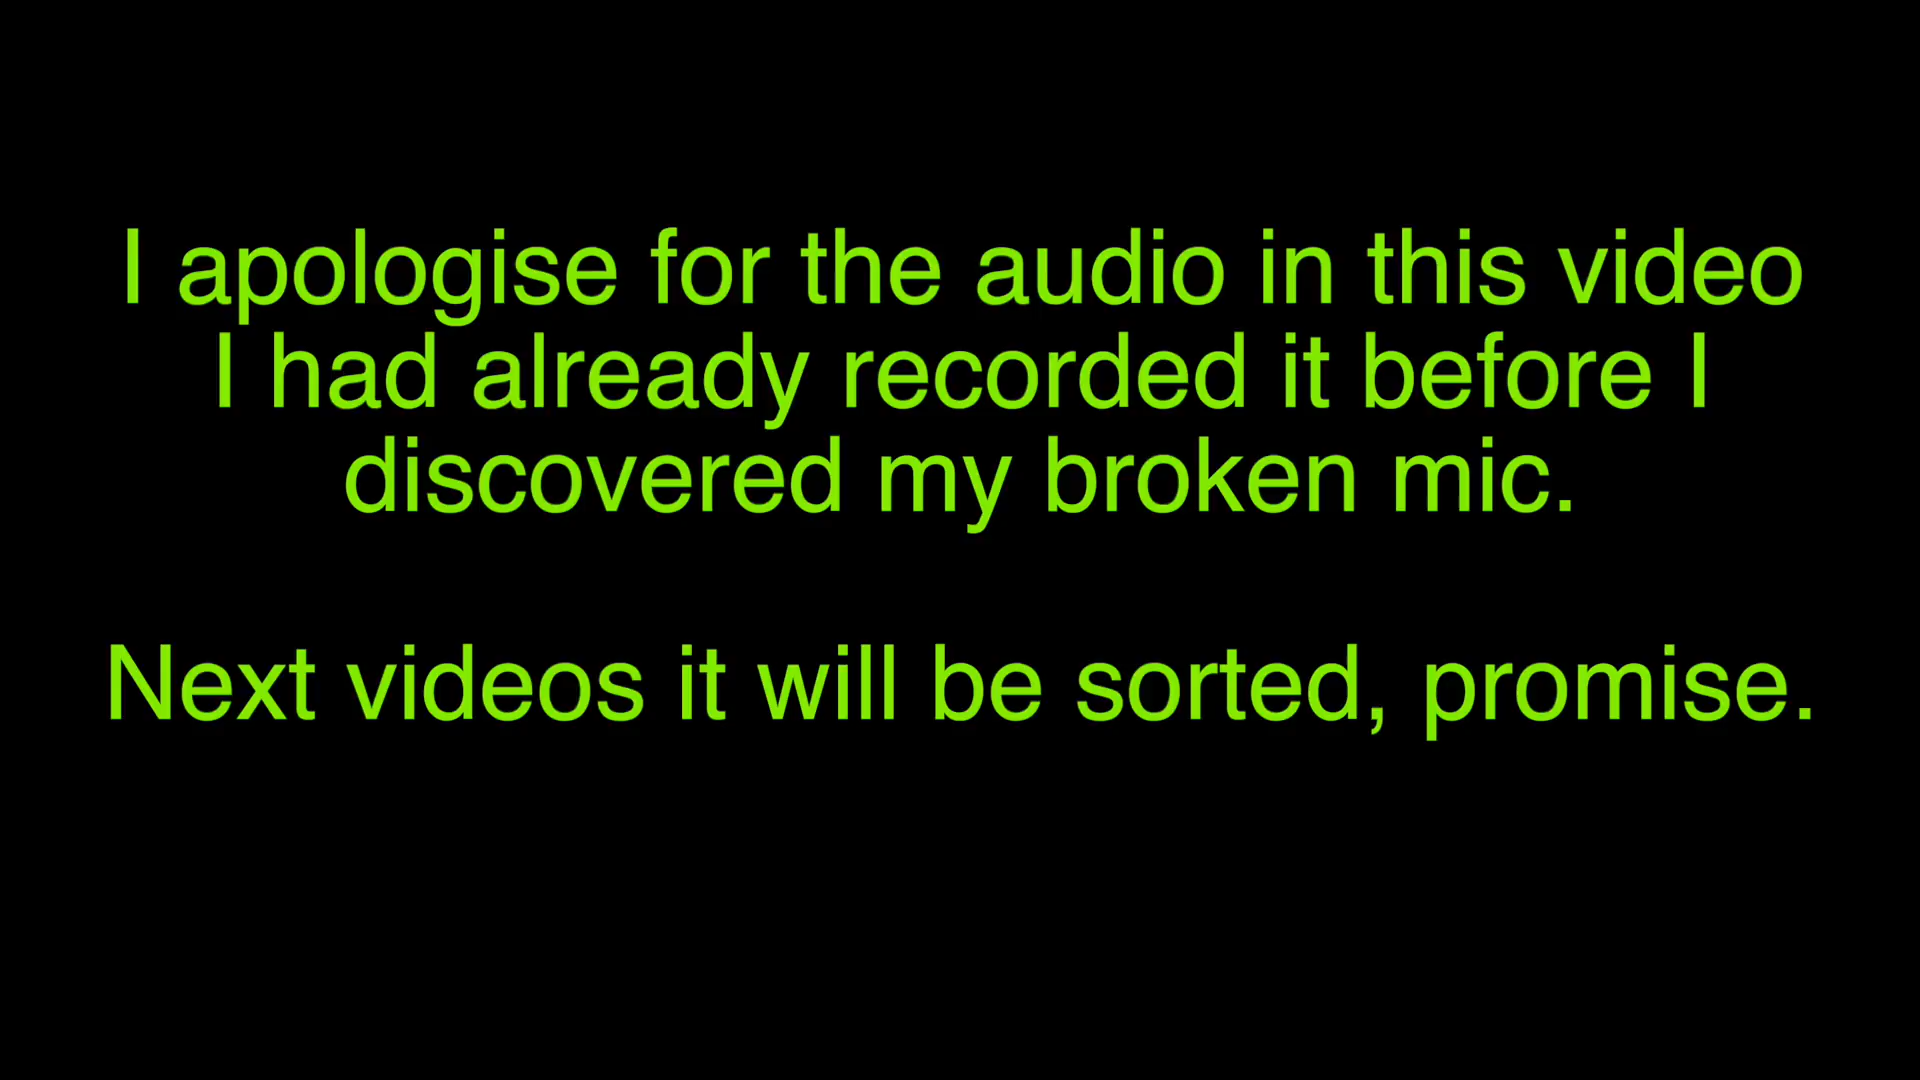 I apologise for the audio in this video
I had already recorded it before I
discovered my broken mic.
Next videos it will be sorted, promise.